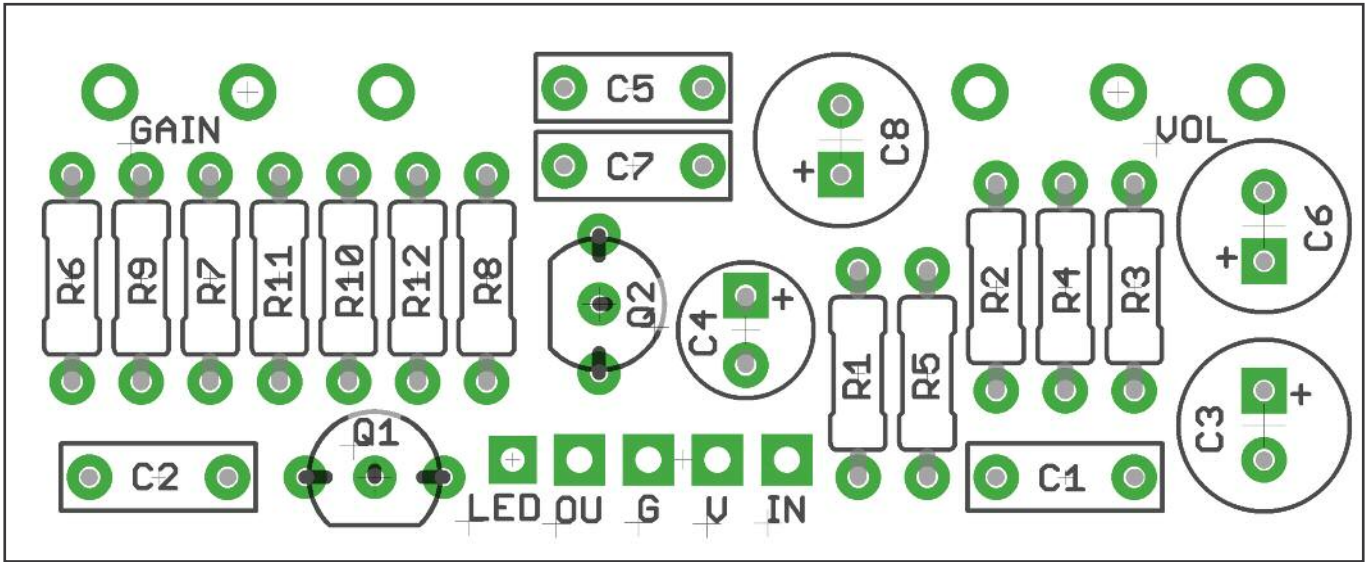 C5
C8
GAIN
VOL
C7
C6
R6
R9
R7
R11
R10
R12
R8
Q2
C4
R1
R5
R2
R4
R3
C3
Q1
C2
C1
LED
OU
G
V
IN
+
+
+
+